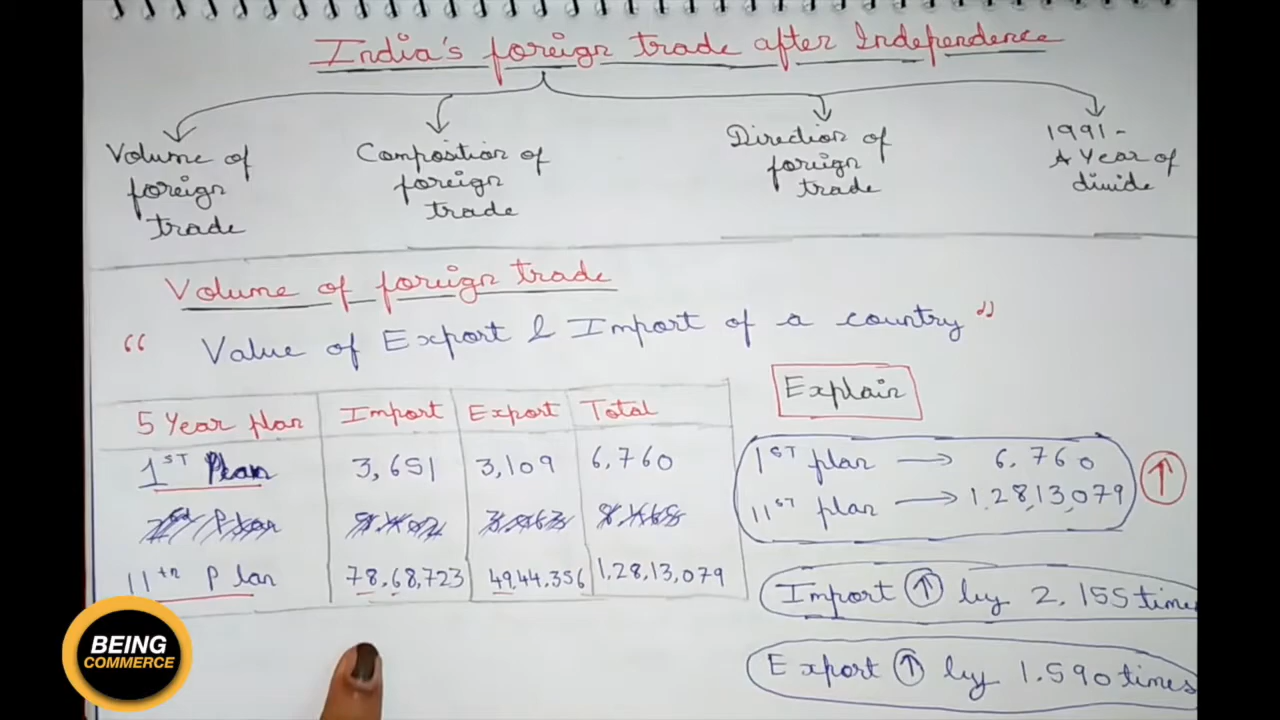 India's foreign trade after Independence
Volume of
foreign
trade
Composition of
foreign
trade
Direction of
foreign
trade
1991-
A Year of
divide
Volume of foreign trade
“ Value of Export & Import of a country ”
5 Year plan Import Export Total
1ST Plan 3,651 3,109 6,760
11th Plan 78,68,723 49,44,356 1,28,13,079
Explain
1ST plan → 6,760
11ST plan → 1,28,13,079 ↑
Import ↑ by 2,155 times
Export ↑ by 1.590 times
BEING
COMMERCE